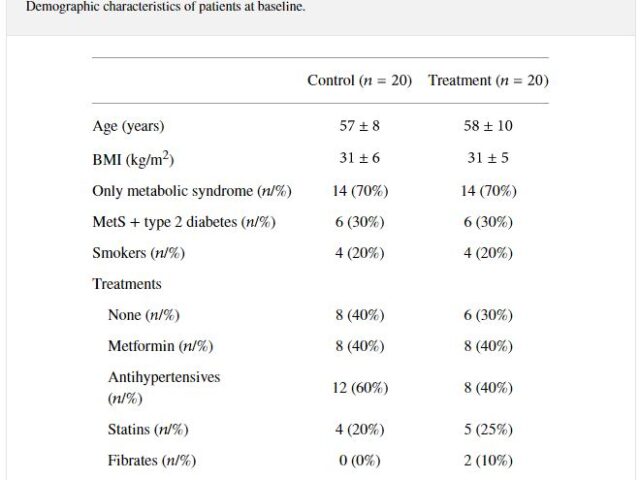 Demographic characteristics of patients at baseline.
Control (n = 20) Treatment (n = 20)
Age (years) 57 ± 8 58 ± 10
BMI (kg/m²) 31 ± 6 31 ± 5
Only metabolic syndrome (n/%) 14 (70%) 14 (70%)
MetS + type 2 diabetes (n/%) 6 (30%) 6 (30%)
Smokers (n/%) 4 (20%) 4 (20%)
Treatments
None (n/%) 8 (40%) 6 (30%)
Metformin (n/%) 8 (40%) 8 (40%)
Antihypertensives
(n/%) 12 (60%) 8 (40%)
Statins (n/%) 4 (20%) 5 (25%)
Fibrates (n/%) 0 (0%) 2 (10%)